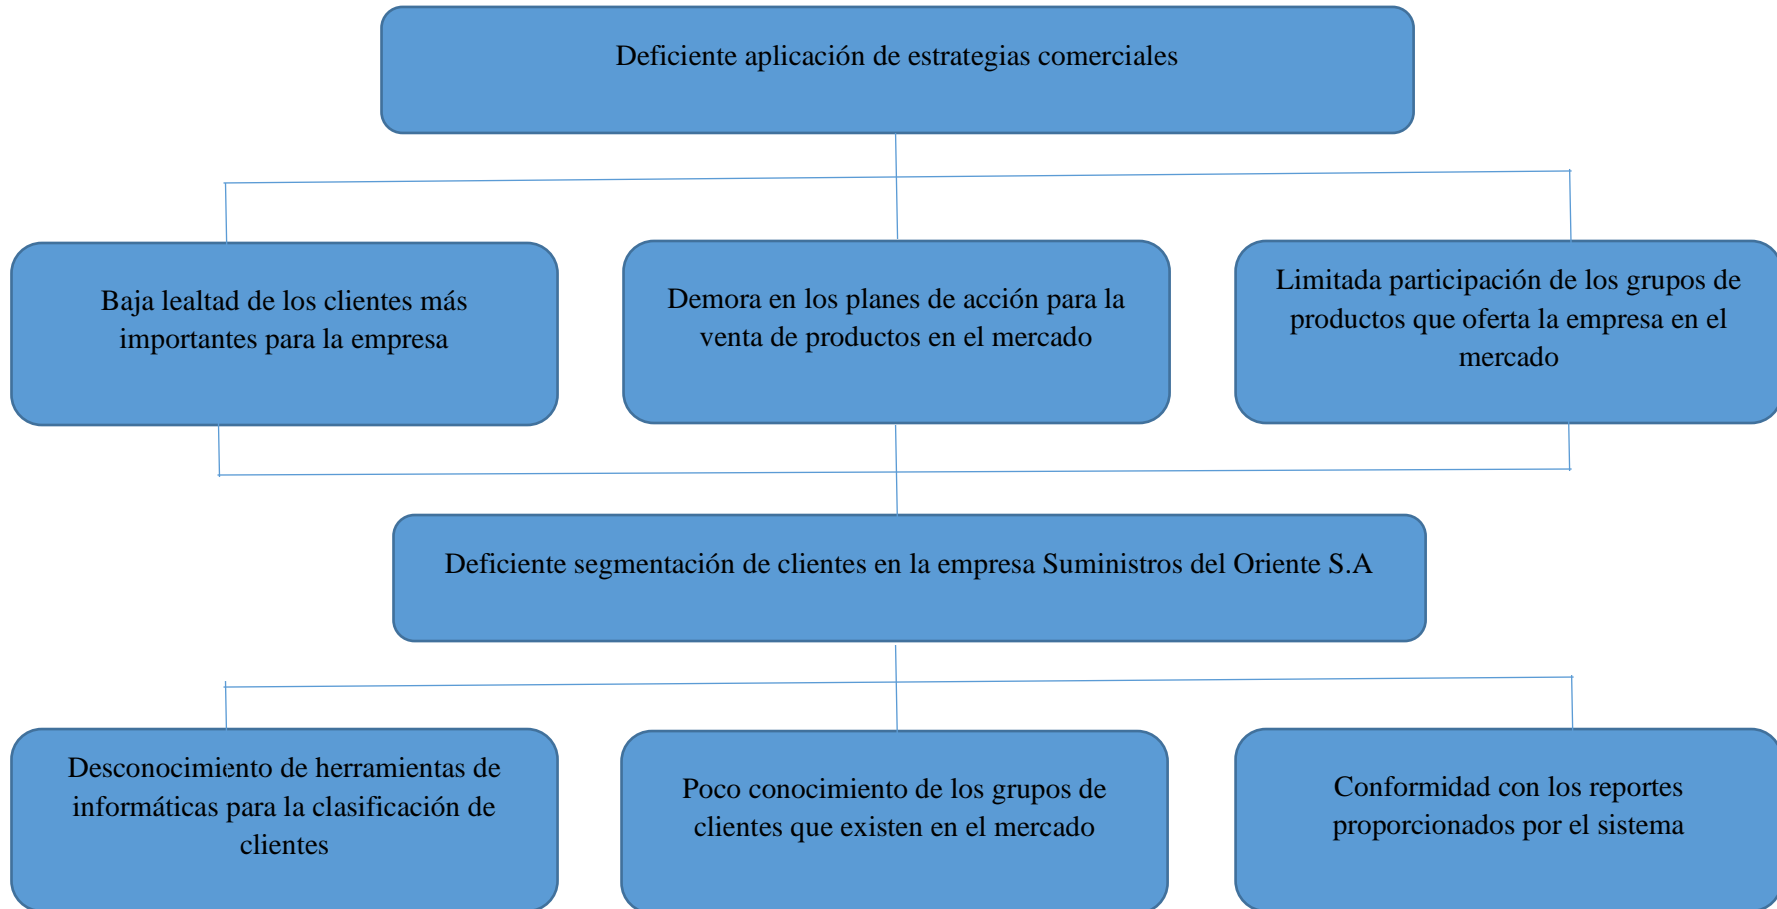 Deficiente aplicación de estrategias comerciales
Baja lealtad de los clientes más
importantes para la empresa
Demora en los planes de acción para la
venta de productos en el mercado
Limitada participación de los grupos de
productos que oferta la empresa en el
mercado
Deficiente segmentación de clientes en la empresa Suministros del Oriente S.A
Desconocimiento de herramientas de
informáticas para la clasificación de
clientes
Poco conocimiento de los grupos de
clientes que existen en el mercado
Conformidad con los reportes
proporcionados por el sistema